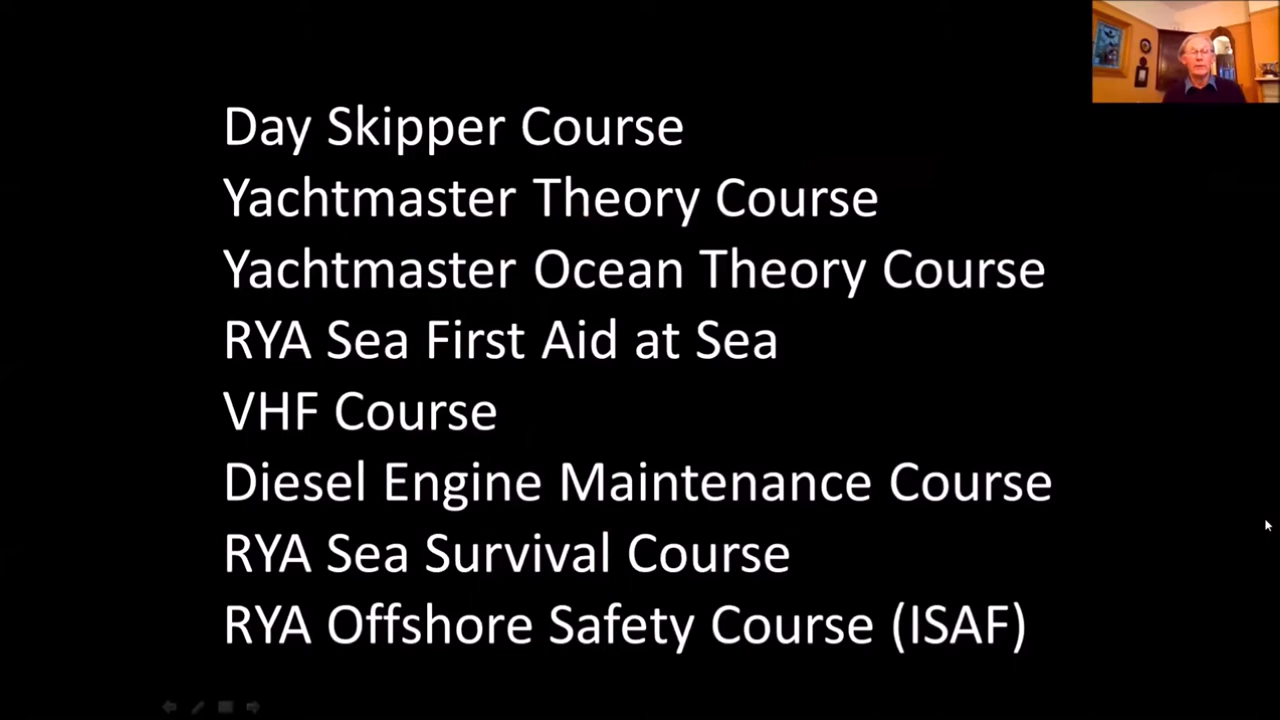 Day Skipper Course
Yachtmaster Theory Course
Yachtmaster Ocean Theory Course
RYA Sea First Aid at Sea
VHF Course
Diesel Engine Maintenance Course
RYA Sea Survival Course
RYA Offshore Safety Course (ISAF)